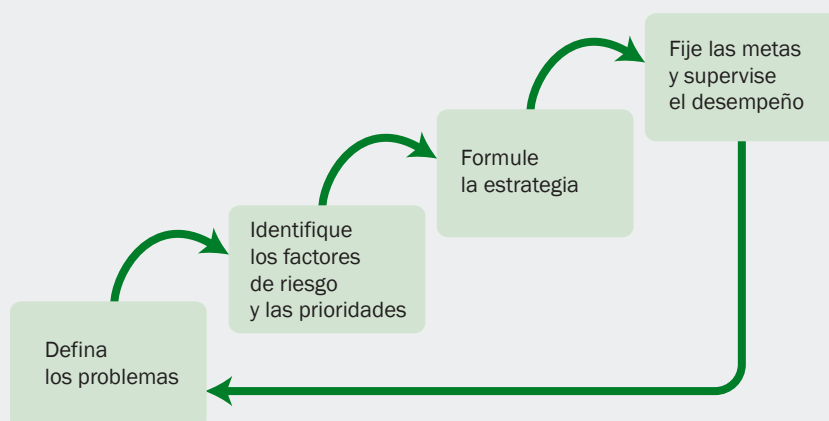 Defina
los problemas
Identifique
los factores
de riesgo
y las prioridades
Formule
la estrategia
Fije las metas
y supervise
el desempeño